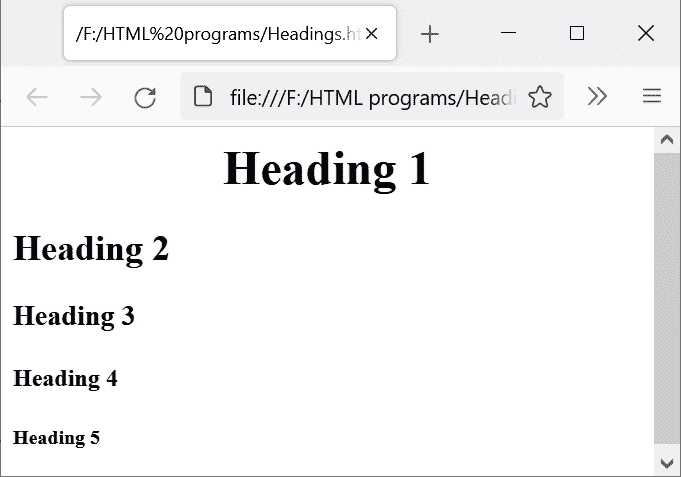 /F:/HTML%20programs/Headings.ht
file:///F:/HTML programs/Headi
Heading 1
Heading 2
Heading 3
Heading 4
Heading 5